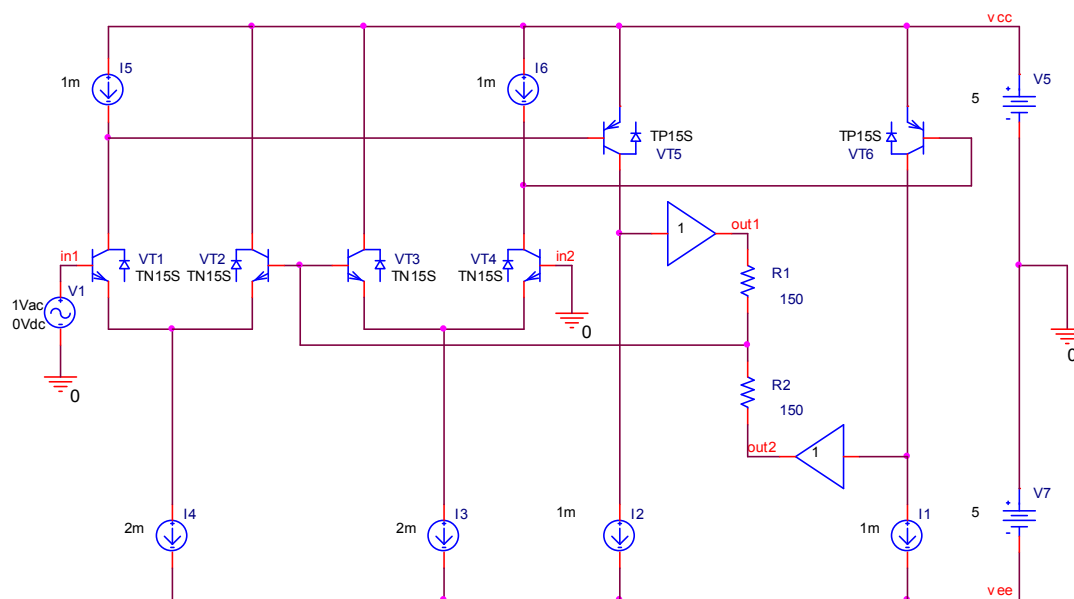 vcc
I5
1m
I6
1m
V5
5
TP15S
VT5
TP15S
VT6
out1
1
in1
VT1
TN15S
VT2
TN15S
VT3
TN15S
VT4
TN15S
in2
R1
150
V1
1Vac
0Vdc
0
0
0
R2
150
out2
1
V7
5
I4
2m
I3
2m
I2
1m
I1
1m
vee